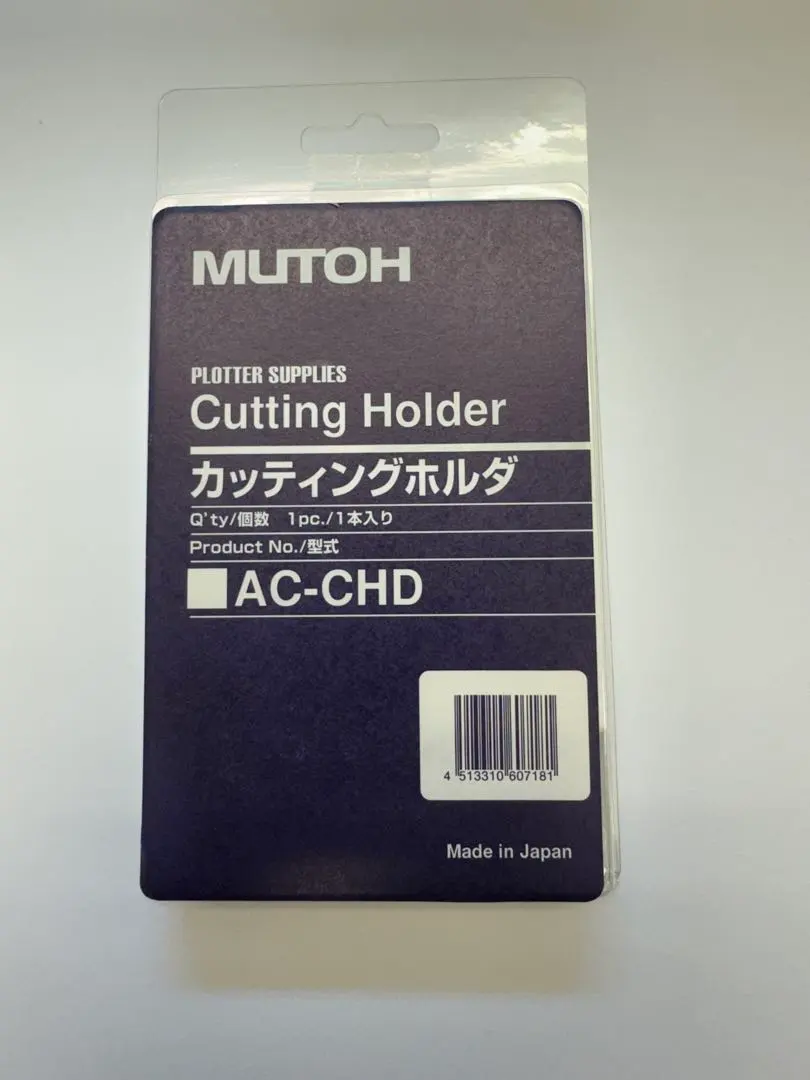 MUTOH
PLOTTER SUPPLIES
Cutting Holder
カッティングホルダ
Q'ty/個数 1pc./1本入り
Product No./型式
AC-CHD
4 513310 607181
Made in Japan